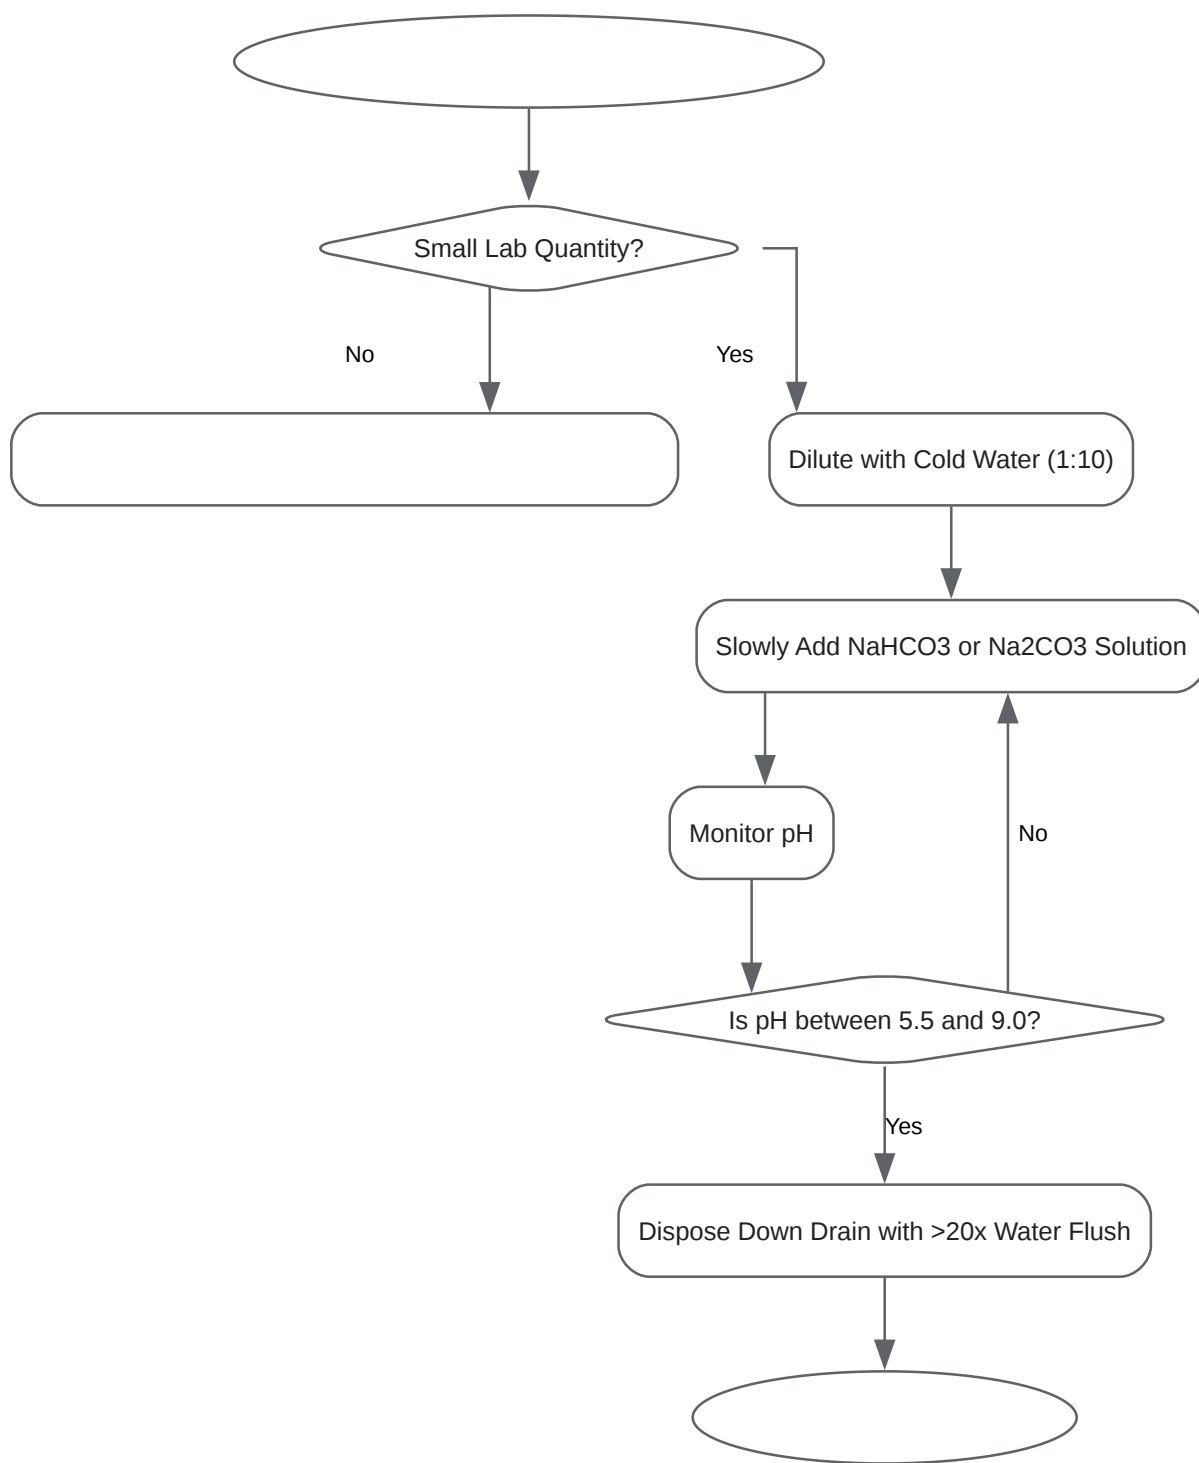 Small Lab Quantity?
No
Yes
Dilute with Cold Water (1:10)
Slowly Add NaHCO3 or Na2CO3 Solution
Monitor pH
No
Is pH between 5.5 and 9.0?
Yes
Dispose Down Drain with >20x Water Flush